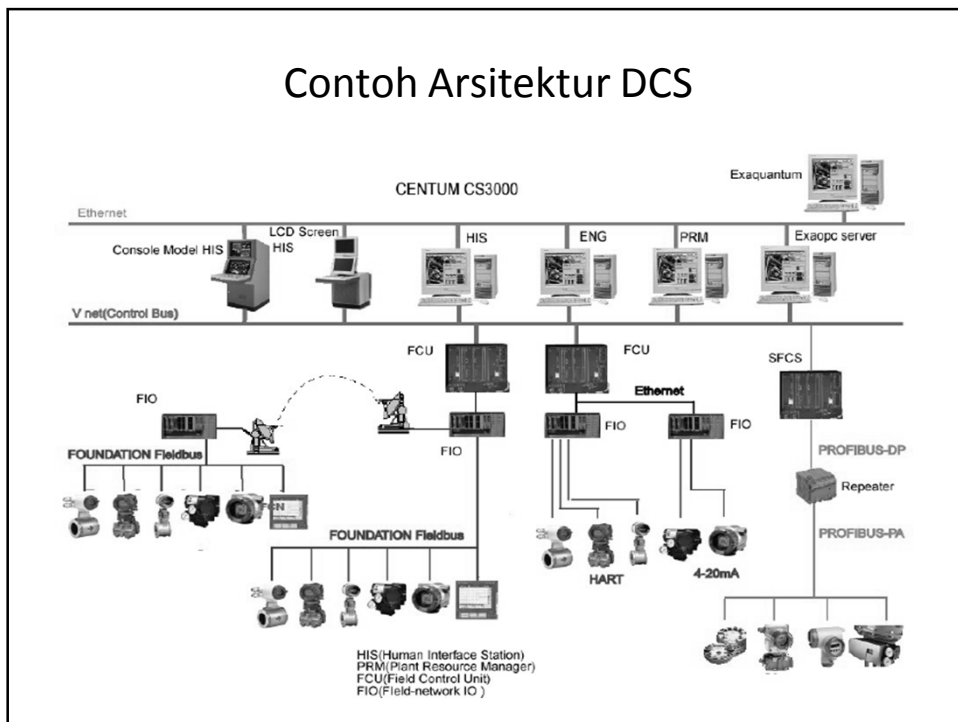 Contoh Arsitektur DCS
CENTUM CS3000
Exaquantum
Ethernet
Console Model HIS
LCD Screen
HIS
HIS
ENG
PRM
Exaopc server
V net(Control Bus)
FCU
FCU
SFCS
FIO
FIO
Ethernet
FIO
FIO
FOUNDATION Fieldbus
FCN
PROFIBUS-DP
Repeater
FOUNDATION Fieldbus
PROFIBUS-PA
HART
4-20mA
HIS(Human Interface Station)
PRM(Plant Resource Manager)
FCU(Field Control Unit)
FIO(Field-network IO )